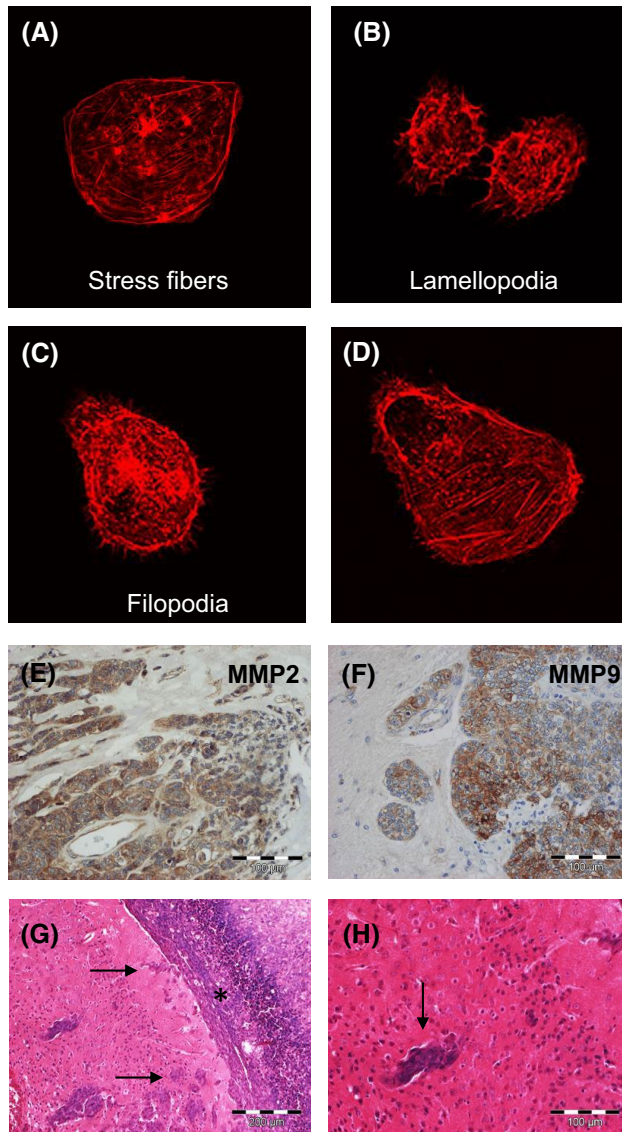 (A)
Stress fibers
(B)
Lamellopodia
(C)
Filopodia
(D)
(E)
MMP2
100 µm
(F)
MMP9
100 µm
(G)
*
200 µm
(H)
100 µm